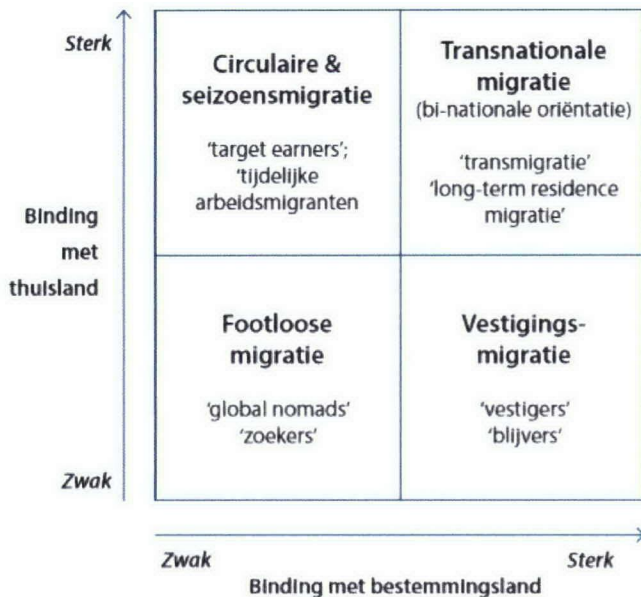 Sterk
Circulaire &
seizoensmigratie
'target earners';
'tijdelijke
arbeidsmigranten
Transnationale
migratie
(bi-nationale oriëntatie)
'transmigratie'
'long-term residence
migratie'
Binding
met
thuisland
Footloose
migratie
'global nomads'
'zoekers'
Vestigings-
migratie
'vestigers'
'blijvers'
Zwak
Zwak
Sterk
Binding met bestemmingsland